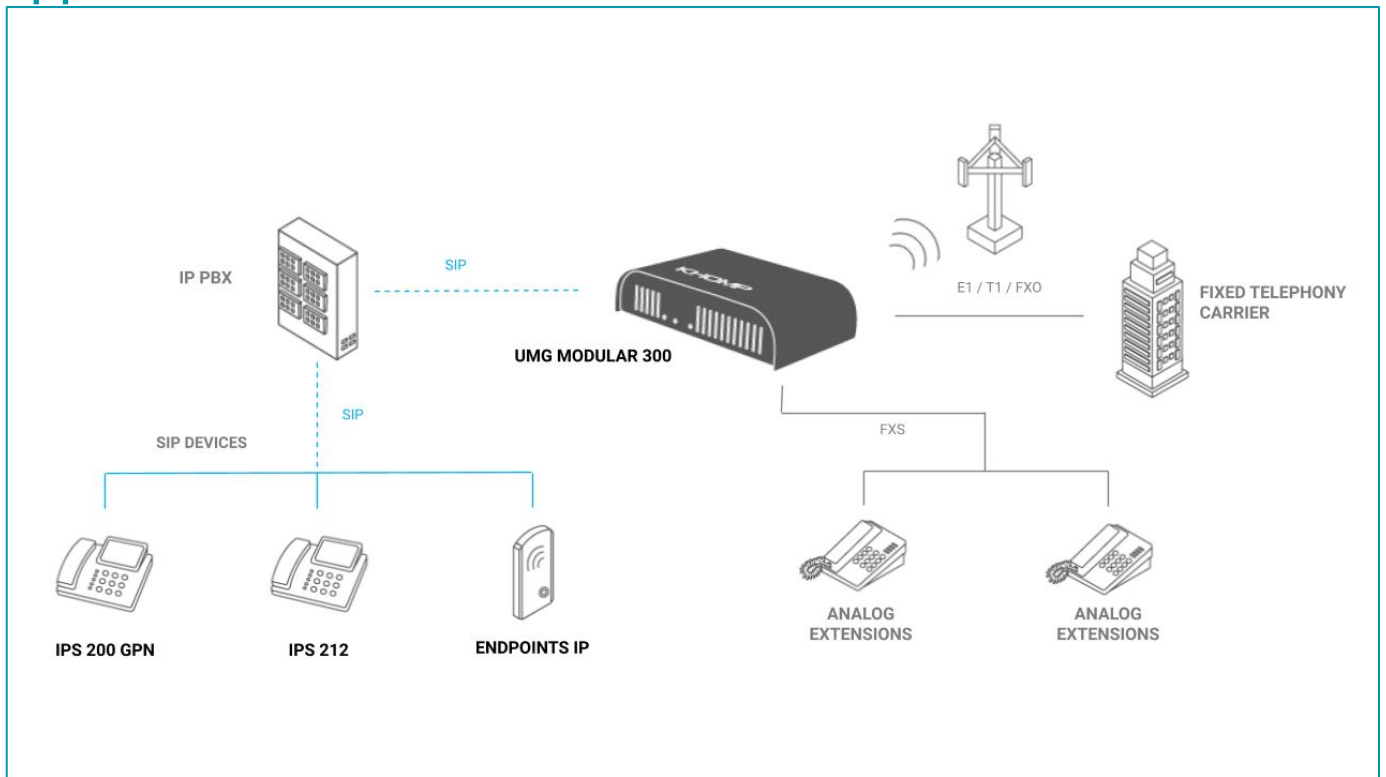 IP PBX
SIP
KHOMP
UMG MODULAR 300
E1 / T1 / FXO
FIXED TELEPHONY
CARRIER
SIP
SIP DEVICES
FXS
IPS 200 GPN
IPS 212
ENDPOINTS IP
ANALOG
EXTENSIONS
ANALOG
EXTENSIONS